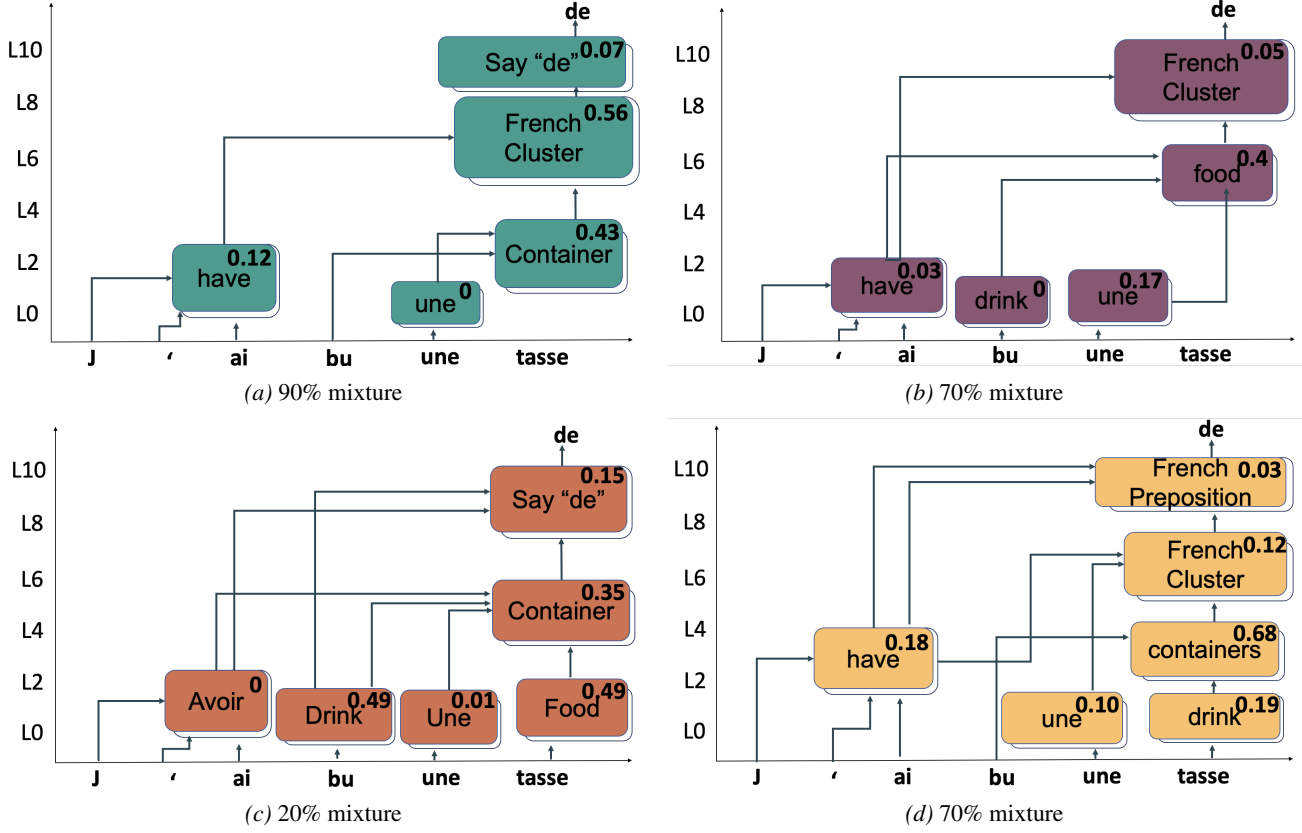 de
L10
Say “de” 0.07
L8
French 0.56
Cluster
L6
L4
0.43
Container
L2
0.12
have
une 0
L0
J ‘ ai bu une tasse
(a) 90% mixture
de
L10
French 0.05
Cluster
L8
L6
food 0.4
L4
L2
have 0.03
drink 0
une 0.17
L0
J ‘ ai bu une tasse
(b) 70% mixture
de
L10
0.15
Say “de”
L8
L6
0.35
Container
L4
L2
Avoir 0
Drink 0.49
Une 0.01
Food 0.49
L0
J ‘ ai bu une tasse
(c) 20% mixture
de
L10
French 0.03
Preposition
L8
French 0.12
Cluster
L6
L4
0.68
containers
0.18
have
L2
une 0.10
drink 0.19
L0
J ‘ ai bu une tasse
(d) 70% mixture